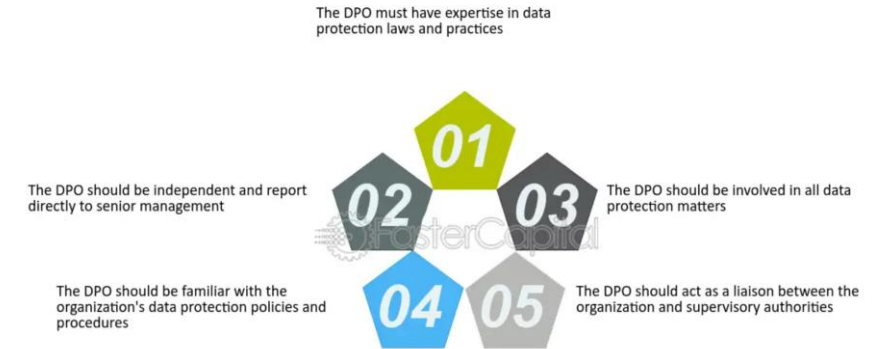 The DPO must have expertise in data
protection laws and practices
01
The DPO should be independent and report
directly to senior management
02
03
The DPO should be involved in all data
protection matters
FasterCapital
The DPO should be familiar with the
organization's data protection policies and
procedures
04
05
The DPO should act as a liaison between the
organization and supervisory authorities